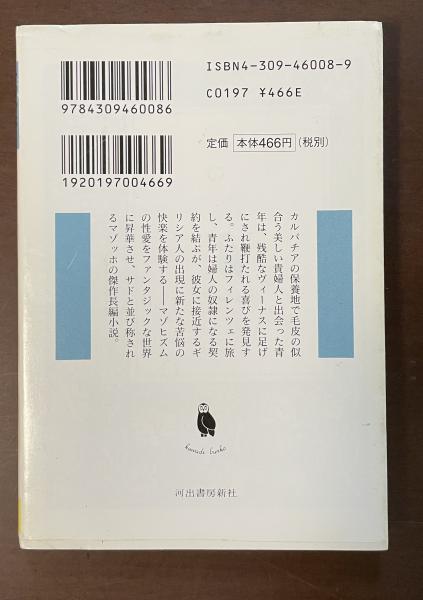 ISBN4-309-46008-9
C0197 ¥466E
9784309460086
定価 本体466円 (税別)
1920197004669
カルパチアの保養地で毛皮の似
合う美しい貴婦人と出会った青
年は、残酷なヴィーナスに足げ
にされ鞭打たれる喜びを発見す
る。ふたりはフィレンツェに旅
し、青年は婦人の奴隷になる契
約を結ぶが、彼女に接近するギ
リシア人の出現に新たな苦悩の
快楽を体験する――マゾヒズム
の性愛をファンタジックな世界
に昇華させ、サドと並び称され
るマゾッホの傑作長編小説。
kawade bunko
河出書房新社